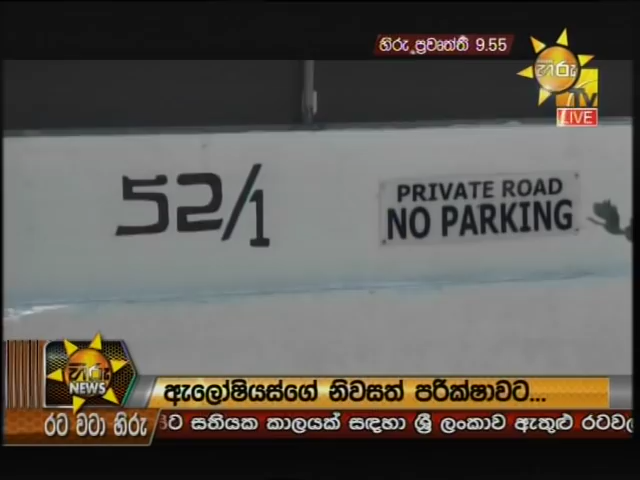 හිරු ප්‍රවෘත්ති 9.55
හිරු
TV
LIVE
52/1
PRIVATE ROAD
NO PARKING
හිරු
NEWS
ඇලෝෂියස්ගේ නිවසත් පරීක්ෂාවට...
රට වටා හිරු
සිට සතියක කාලයක් සඳහා ශ්‍රී ලංකාව ඇතුළු රටවල